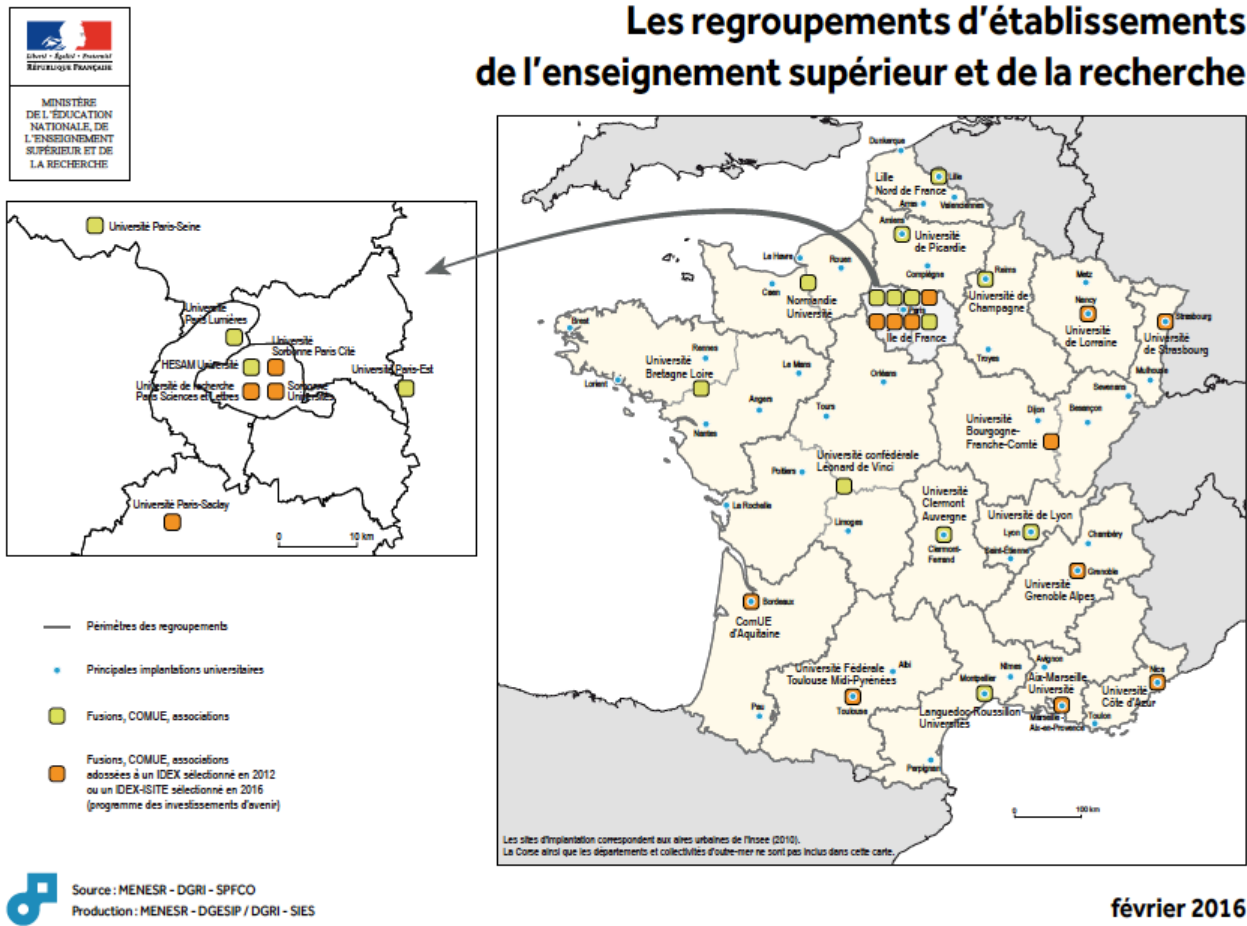 Liberté • Égalité • Fraternité
RÉPUBLIQUE FRANÇAISE
MINISTÈRE
DE L'ÉDUCATION
NATIONALE, DE
L'ENSEIGNEMENT
SUPÉRIEUR ET DE
LA RECHERCHE
Les regroupements d'établissements
de l'enseignement supérieur et de la recherche
Université Paris-Seine
Université
Paris Lumières
Université
Sorbonne Paris Cité
HESAM Université
Université Paris-Est
Université de recherche
Paris Sciences et Lettres
Sorbonne
Universités
Université Paris-Saclay
0
10 km
Dunkerque
Lille
Nord de France
Lille
Arras
Valenciennes
Amiens
Université
de Picardie
Compiègne
Le Havre
Rouen
Caen
Normandie
Université
Reims
Université de
Champagne
Metz
Nancy
Université
de Lorraine
Strasbourg
Université
de Strasbourg
Mulhouse
Paris
Ile de France
Troyes
Brest
Rennes
Université
Bretagne Loire
Lorient
Le Mans
Angers
Nantes
Orléans
Tours
Sevenans
Dijon
Besançon
Université
Bourgogne-
Franche-Comté
Poitiers
Université confédérale
Léonard de Vinci
La Rochelle
Limoges
Université
Clermont
Auvergne
Clermont-
Ferrand
Université de Lyon
Lyon
Saint-Étienne
Chambéry
Grenoble
Université
Grenoble Alpes
Bordeaux
ComUE
d'Aquitaine
Université Fédérale
Toulouse Midi-Pyrénées
Albi
Toulouse
Pau
Montpellier
Nîmes
Languedoc-Roussillon
Universités
Perpignan
Avignon
Aix-Marseille
Université
Marseille -
Aix-en-Provence
Toulon
Nice
Université
Côte d'Azur
0
100 km
Les sites d'implantation correspondent aux aires urbaines de l'Insee (2010).
La Corse ainsi que les départements et collectivités d'outre-mer ne sont pas inclus dans cette carte.
Périmètres des regroupements
Principales implantations universitaires
Fusions, COMUE, associations
Fusions, COMUE, associations
adossées à un IDEX sélectionné en 2012
ou un IDEX-ISITE sélectionné en 2016
(programme des investissements d'avenir)
Source : MENESR - DGRI - SPFCO
Production : MENESR - DGESIP / DGRI - SIES
février 2016